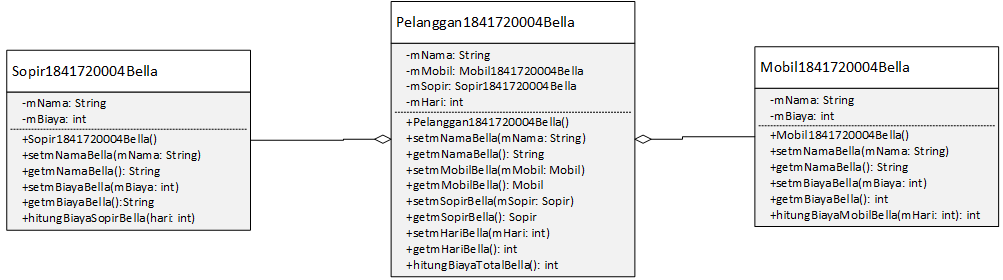 Sopir1841720004Bella
-mNama: String
-mBiaya: int
+Sopir1841720004Bella()
+setmNamaBella(mNama: String)
+getmNamaBella(): String
+setmBiayaBella(mBiaya: int)
+getmBiayaBella():String
+hitungBiayaSopirBella(hari: int)
Pelanggan1841720004Bella
-mNama: String
-mMobil: Mobil1841720004Bella
-mSopir: Sopir1841720004Bella
-mHari: int
+Pelanggan1841720004Bella()
+setmNamaBella(mNama: String)
+getmNamaBella(): String
+setmMobilBella(mMobil: Mobil)
+getmMobilBella(): Mobil
+setmSopirBella(mSopir: Sopir)
+getmSopirBella(): Sopir
+setmHariBella(mHari: int)
+getmHariBella(): int
+hitungBiayaTotalBella(): int
Mobil1841720004Bella
-mNama: String
-mBiaya: int
+Mobil1841720004Bella()
+setmNamaBella(mNama: String)
+getmNamaBella(): String
+setmBiayaBella(mBiaya: int)
+getmBiayaBella(): int
+hitungBiayaMobilBella(mHari: int): int